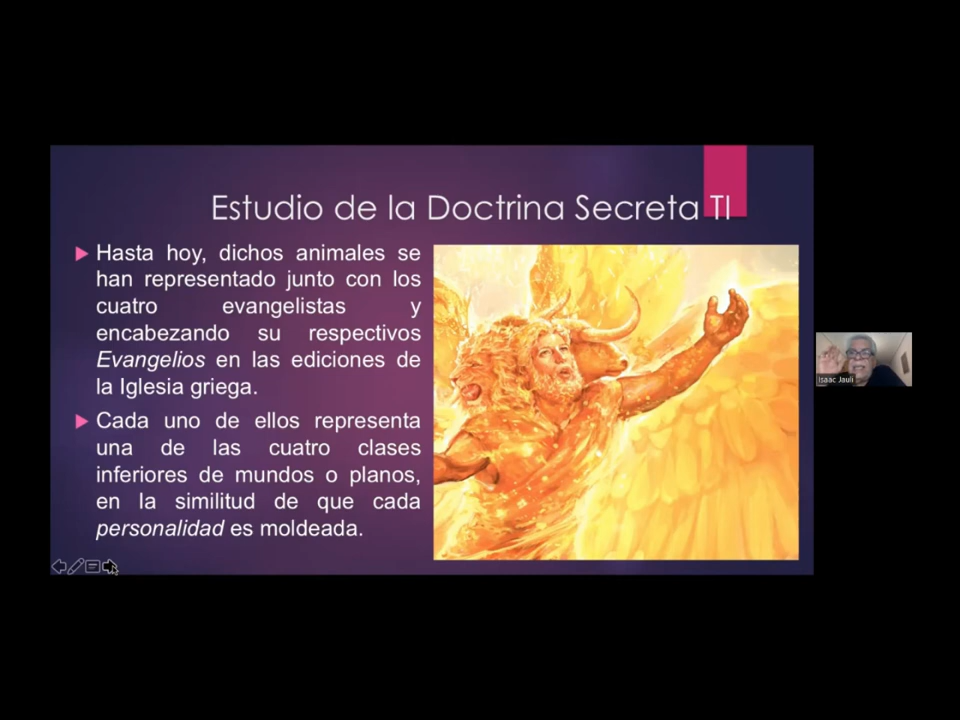 Estudio de la Doctrina Secreta TI
Hasta hoy, dichos animales se
han representado junto con los
cuatro evangelistas y
encabezando su respectivos
Evangelios en las ediciones de
la Iglesia griega.
Cada uno de ellos representa
una de las cuatro clases
inferiores de mundos o planos,
en la similitud de que cada
personalidad es moldeada.
Isaac Jauli